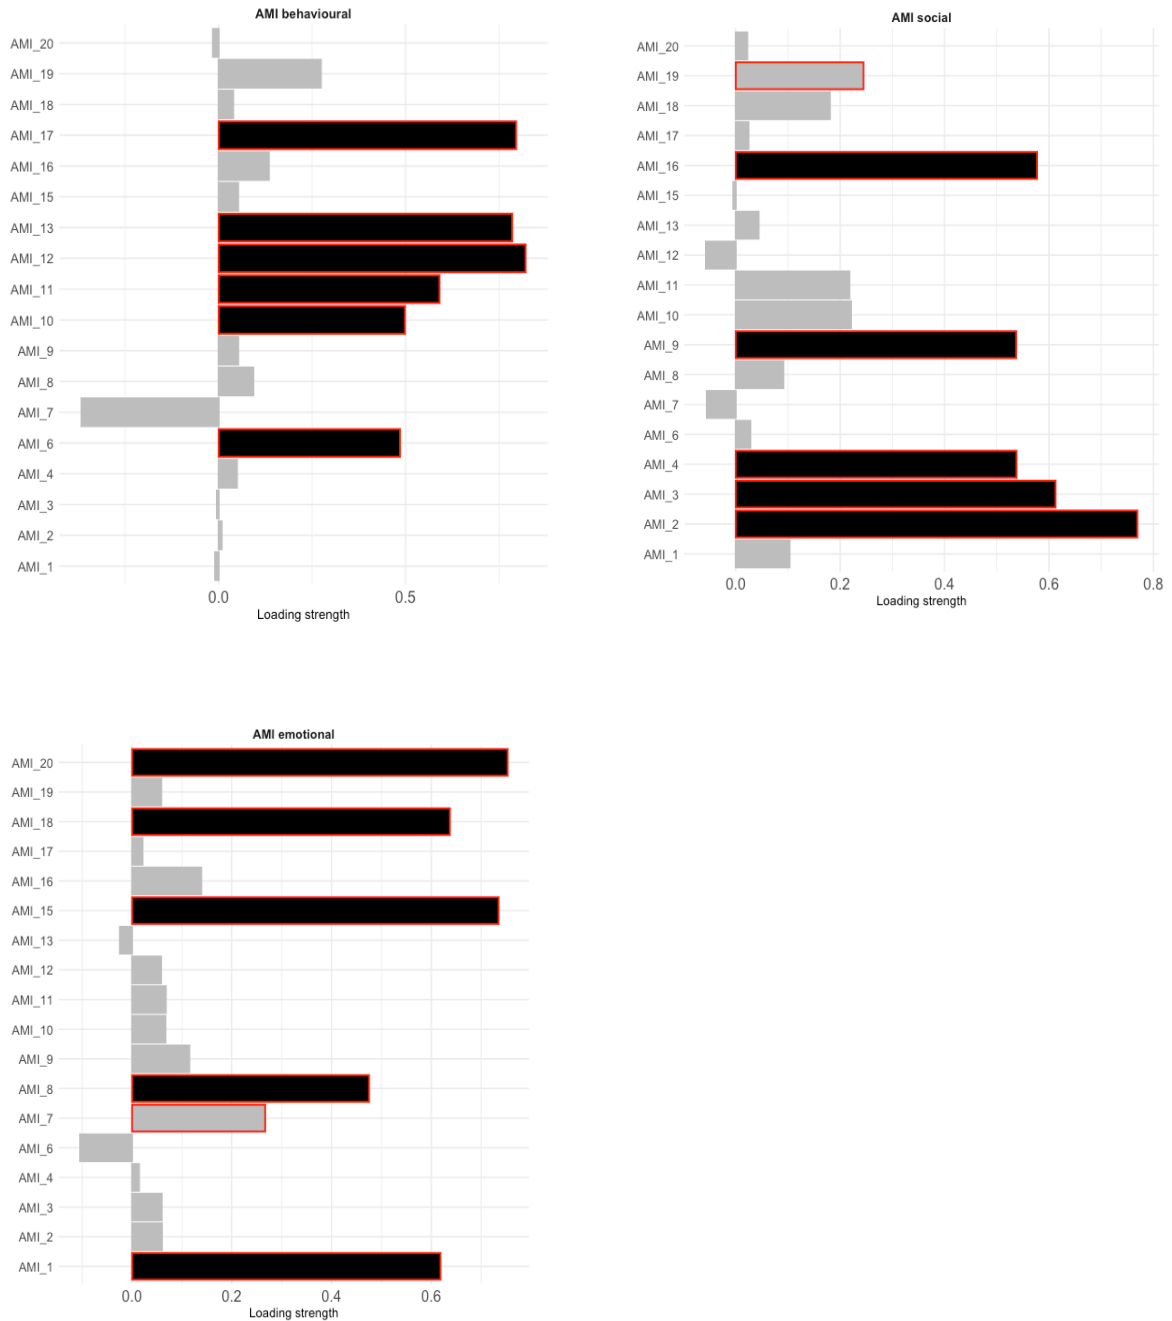 AMI behavioural
AMI_20
AMI_19
AMI_18
AMI_17
AMI_16
AMI_15
AMI_13
AMI_12
AMI_11
AMI_10
AMI_9
AMI_8
AMI_7
AMI_6
AMI_4
AMI_3
AMI_2
AMI_1
0.0 0.5
Loading strength
AMI social
AMI_20
AMI_19
AMI_18
AMI_17
AMI_16
AMI_15
AMI_13
AMI_12
AMI_11
AMI_10
AMI_9
AMI_8
AMI_7
AMI_6
AMI_4
AMI_3
AMI_2
AMI_1
0.0 0.2 0.4 0.6 0.8
Loading strength
AMI emotional
AMI_20
AMI_19
AMI_18
AMI_17
AMI_16
AMI_15
AMI_13
AMI_12
AMI_11
AMI_10
AMI_9
AMI_8
AMI_7
AMI_6
AMI_4
AMI_3
AMI_2
AMI_1
0.0 0.2 0.4 0.6
Loading strength